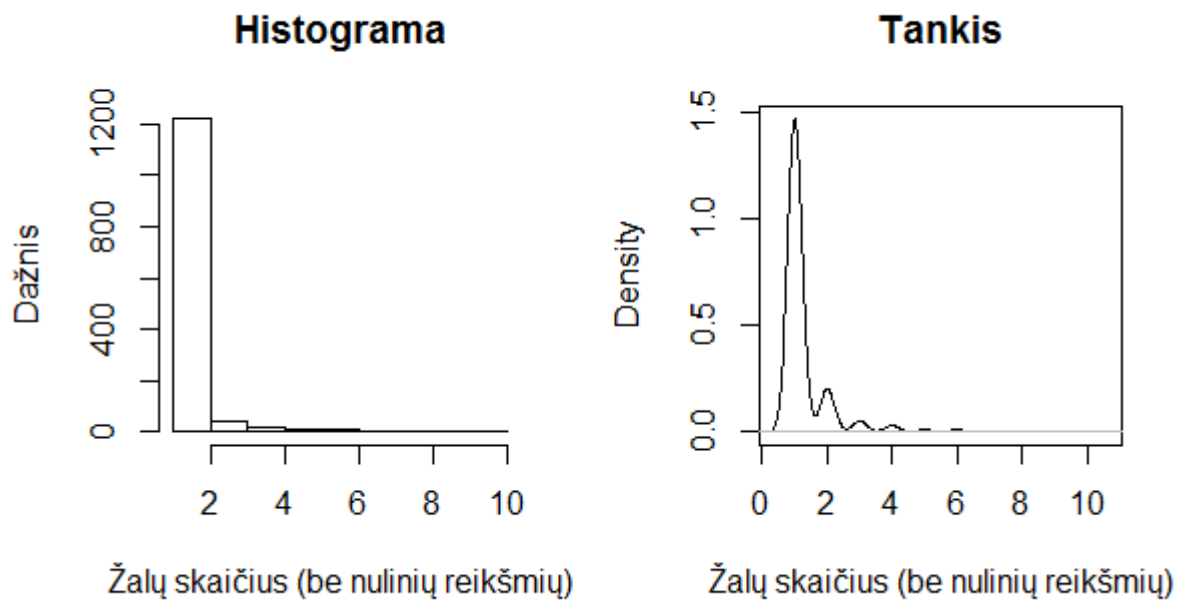 Histograma
Dažnis
0
400
800
1200
2 4 6 8 10
Žalų skaičius (be nulinių reikšmių)
Tankis
Density
0.0
0.5
1.0
1.5
0 2 4 6 8 10
Žalų skaičius (be nulinių reikšmių)